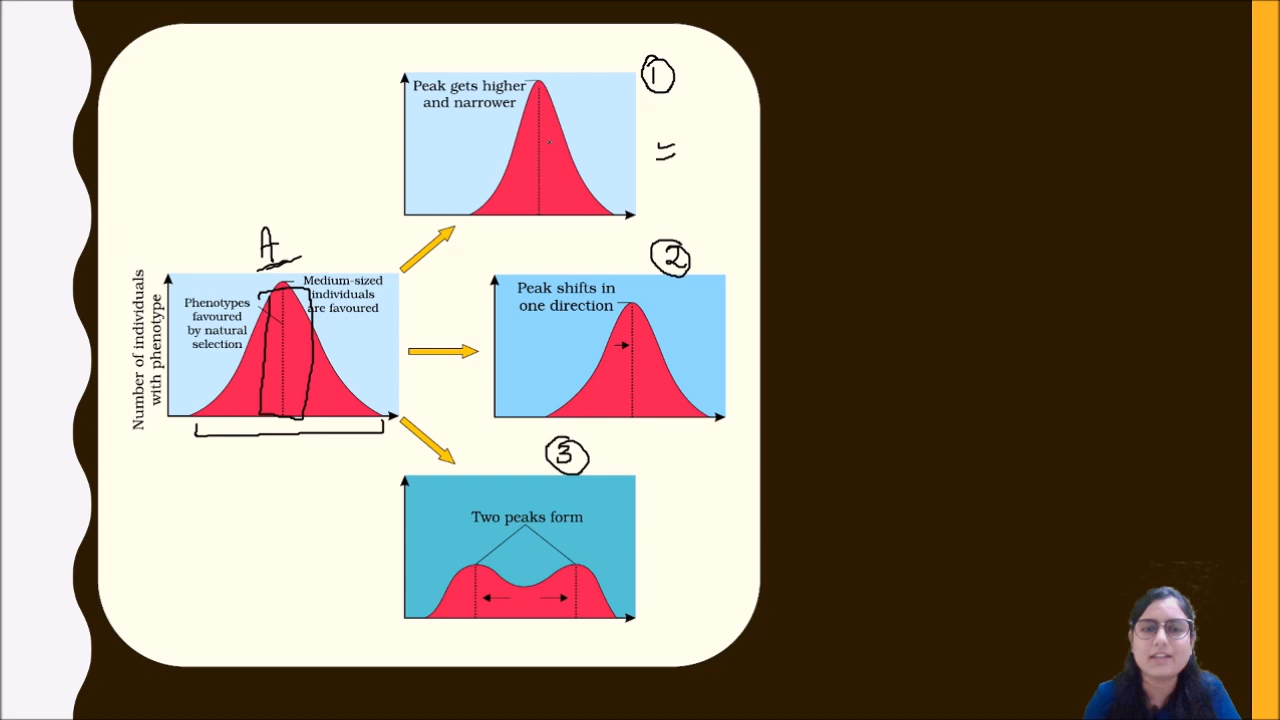 Peak gets higher
and narrower
1
=
A
Number of individuals
with phenotype
Phenotypes
favoured
by natural
selection
Medium-sized
individuals
are favoured
2
Peak shifts in
one direction
3
Two peaks form